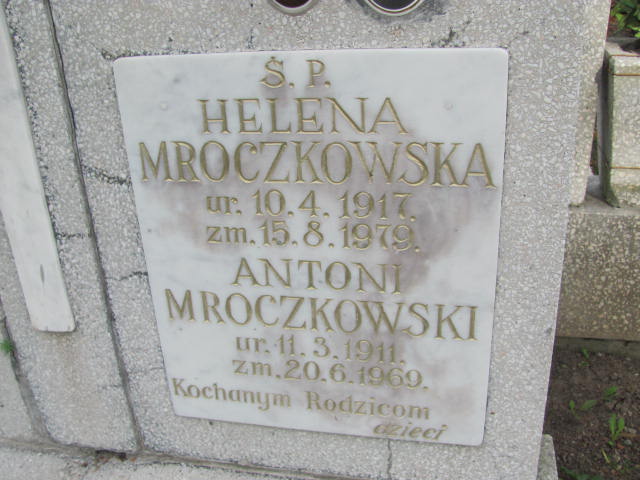 Ś. P.
HELENA
MROCZKOWSKA
ur. 10.4.1917.
zm. 15.8.1979.
ANTONI
MROCZKOWSKI
ur. 11.3.1911.
zm. 20.6.1969.
Kochanym Rodzicom
dzieci